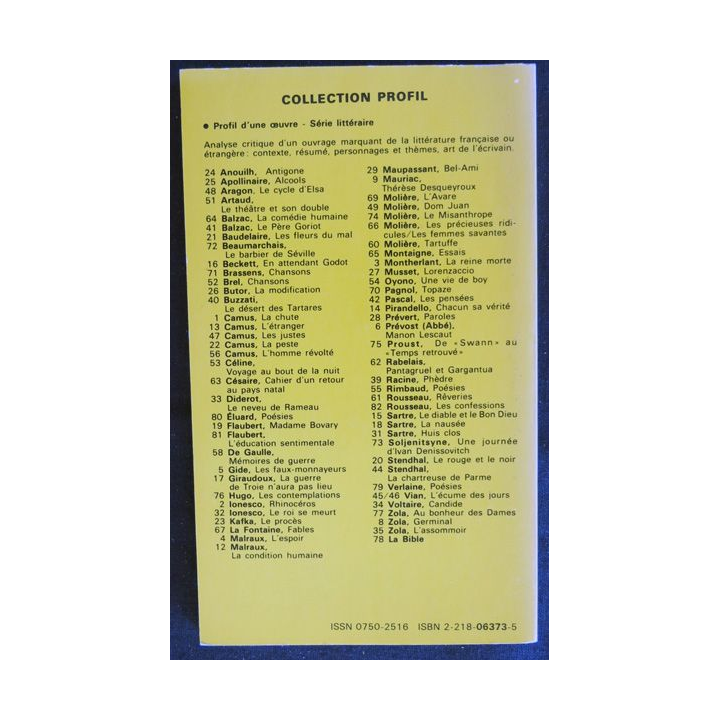 COLLECTION PROFIL
● Profil d'une œuvre - Série littéraire
Analyse critique d'un ouvrage marquant de la littérature française ou
étrangère : contexte, résumé, personnages et thèmes, art de l'écrivain.
24 Anouilh, Antigone
25 Apollinaire, Alcools
48 Aragon, Le cycle d'Elsa
51 Artaud,
Le théâtre et son double
64 Balzac, La comédie humaine
41 Balzac, Le Père Goriot
21 Baudelaire, Les fleurs du mal
72 Beaumarchais,
Le barbier de Séville
16 Beckett, En attendant Godot
71 Brassens, Chansons
52 Brel, Chansons
26 Butor, La modification
40 Buzzati,
Le désert des Tartares
1 Camus, La chute
13 Camus, L'étranger
47 Camus, Les justes
22 Camus, La peste
56 Camus, L'homme révolté
53 Céline,
Voyage au bout de la nuit
63 Césaire, Cahier d'un retour
au pays natal
33 Diderot,
Le neveu de Rameau
80 Éluard, Poésies
19 Flaubert, Madame Bovary
81 Flaubert,
L'éducation sentimentale
58 De Gaulle,
Mémoires de guerre
5 Gide, Les faux-monnayeurs
17 Giraudoux, La guerre
de Troie n'aura pas lieu
76 Hugo, Les contemplations
2 Ionesco, Rhinocéros
32 Ionesco, Le roi se meurt
23 Kafka, Le procès
67 La Fontaine, Fables
4 Malraux, L'espoir
12 Malraux,
La condition humaine
29 Maupassant, Bel-Ami
9 Mauriac,
Thérèse Desqueyroux
69 Molière, L'Avare
49 Molière, Dom Juan
74 Molière, Le Misanthrope
66 Molière, Les précieuses ridi-
cules/Les femmes savantes
60 Molière, Tartuffe
65 Montaigne, Essais
3 Montherlant, La reine morte
27 Musset, Lorenzaccio
54 Oyono, Une vie de boy
70 Pagnol, Topaze
42 Pascal, Les pensées
14 Pirandello, Chacun sa vérité
28 Prévert, Paroles
6 Prévost (Abbé),
Manon Lescaut
75 Proust, De «Swann» au
«Temps retrouvé»
62 Rabelais,
Pantagruel et Gargantua
39 Racine, Phèdre
55 Rimbaud, Poésies
61 Rousseau, Rêveries
82 Rousseau, Les confessions
15 Sartre, Le diable et le Bon Dieu
18 Sartre, La nausée
31 Sartre, Huis clos
73 Soljenitsyne, Une journée
d'Ivan Denissovitch
20 Stendhal, Le rouge et le noir
44 Stendhal,
La chartreuse de Parme
79 Verlaine, Poésies
45/46 Vian, L'écume des jours
34 Voltaire, Candide
77 Zola, Au bonheur des Dames
8 Zola, Germinal
35 Zola, L'assommoir
78 La Bible
ISSN 0750-2516 ISBN 2-218-06373-5